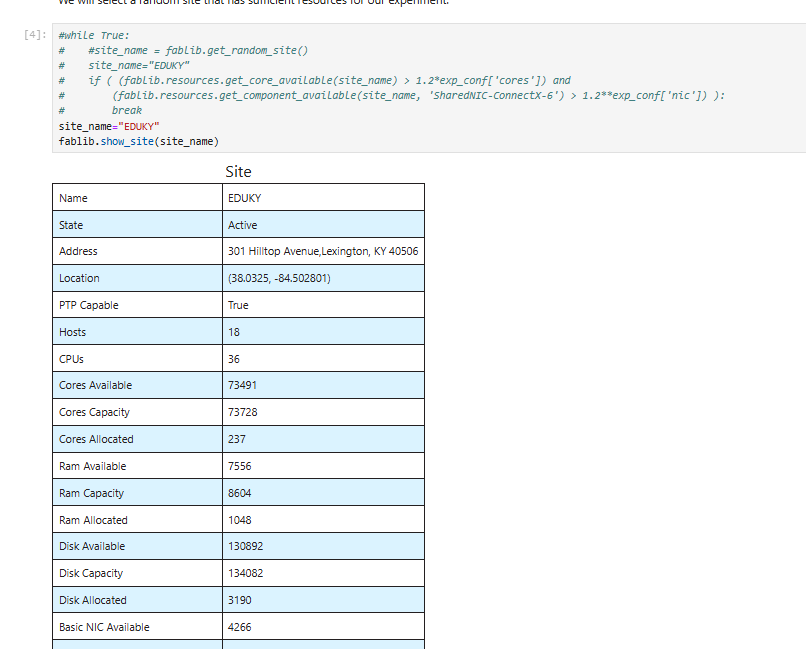 We will select a random site that has sufficient resources for our experiment.
[4]: #while True:
#    #site_name = fablib.get_random_site()
#    site_name="EDUKY"
#    if ( (fablib.resources.get_core_available(site_name) > 1.2*exp_conf['cores']) and
#        (fablib.resources.get_component_available(site_name, 'SharedNIC-ConnectX-6') > 1.2**exp_conf['nic']) ):
#        break
site_name="EDUKY"
fablib.show_site(site_name)
Site
Name EDUKY
State Active
Address 301 Hilltop Avenue,Lexington, KY 40506
Location (38.0325, -84.502801)
PTP Capable True
Hosts 18
CPUs 36
Cores Available 73491
Cores Capacity 73728
Cores Allocated 237
Ram Available 7556
Ram Capacity 8604
Ram Allocated 1048
Disk Available 130892
Disk Capacity 134082
Disk Allocated 3190
Basic NIC Available 4266